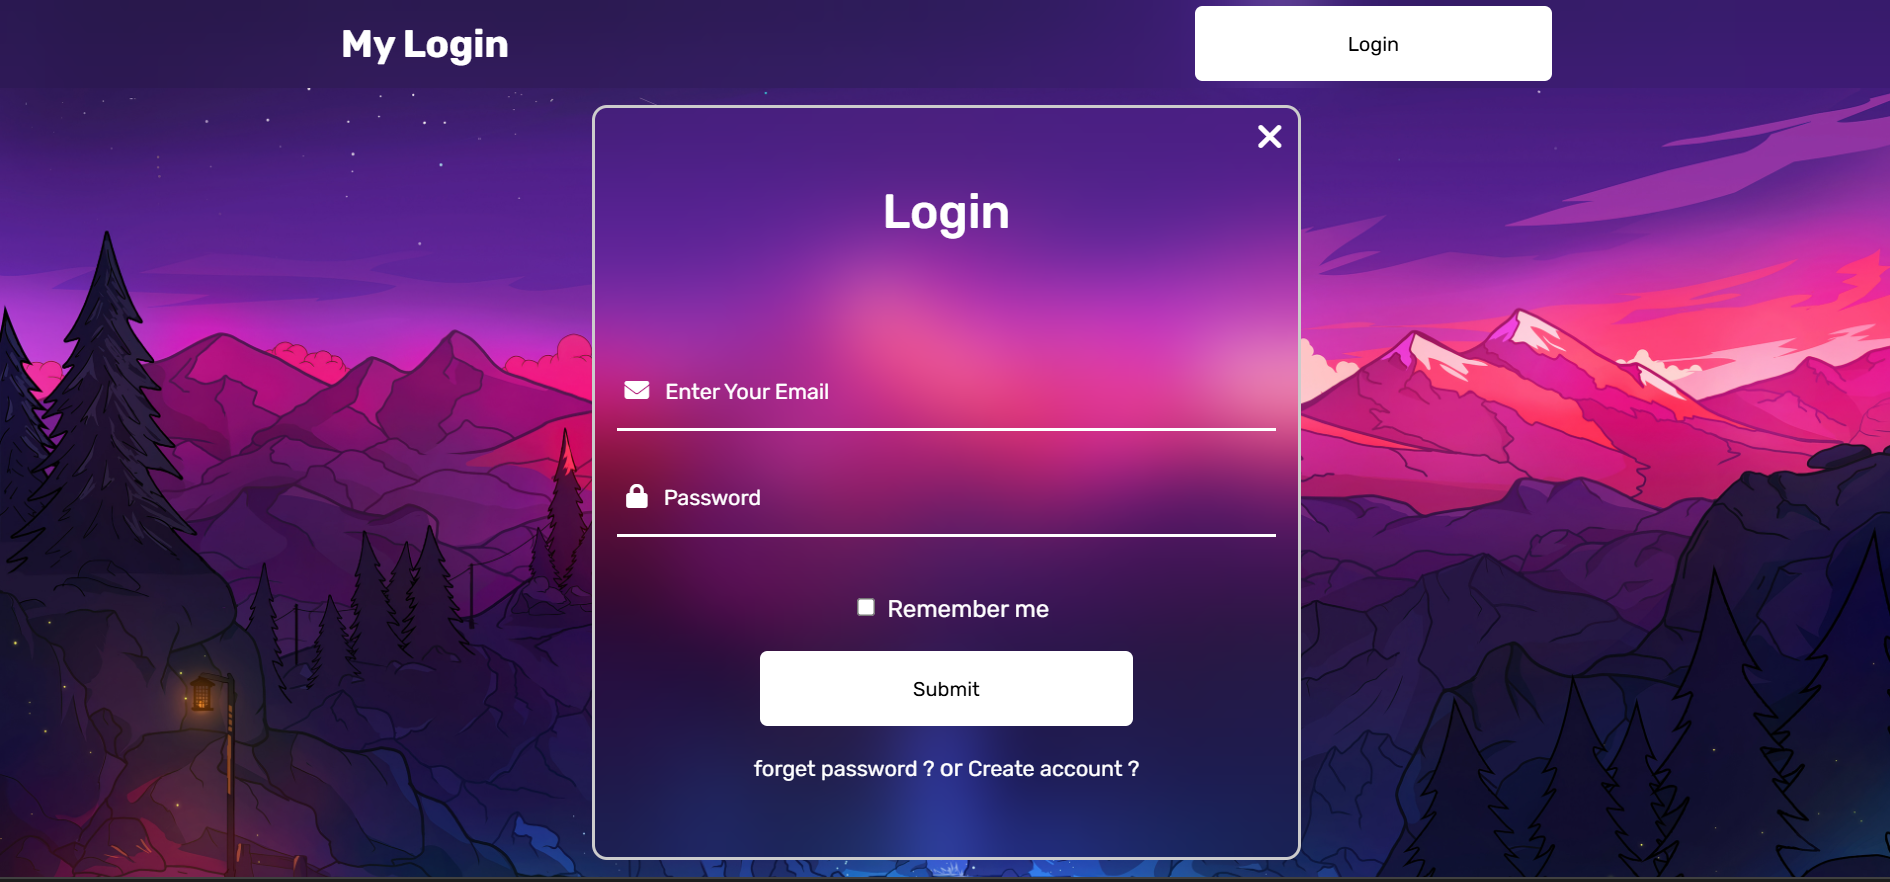 My Login
Login
Login
Enter Your Email
Password
Remember me
Submit
forget password ? or Create account ?